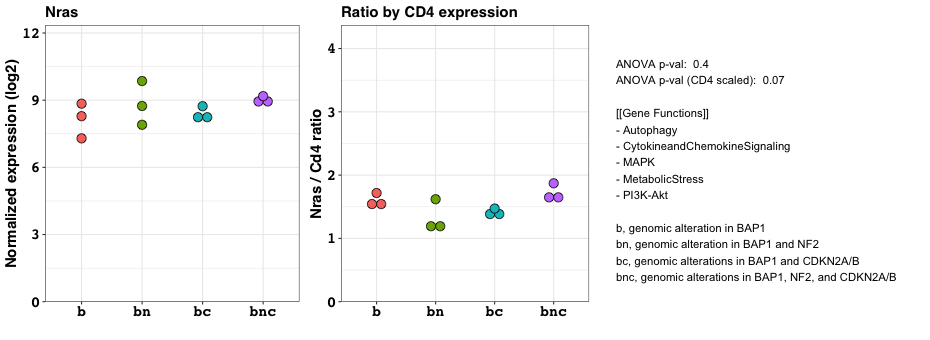 Nras
Normalized expression (log2)
12
9
6
3
0
b bn bc bnc
Ratio by CD4 expression
Nras / Cd4 ratio
4
3
2
1
0
b bn bc bnc
ANOVA p-val: 0.4
ANOVA p-val (CD4 scaled): 0.07
[[Gene Functions]]
- Autophagy
- CytokineandChemokineSignaling
- MAPK
- MetabolicStress
- PI3K-Akt
b, genomic alteration in BAP1
bn, genomic alteration in BAP1 and NF2
bc, genomic alterations in BAP1 and CDKN2A/B
bnc, genomic alterations in BAP1, NF2, and CDKN2A/B